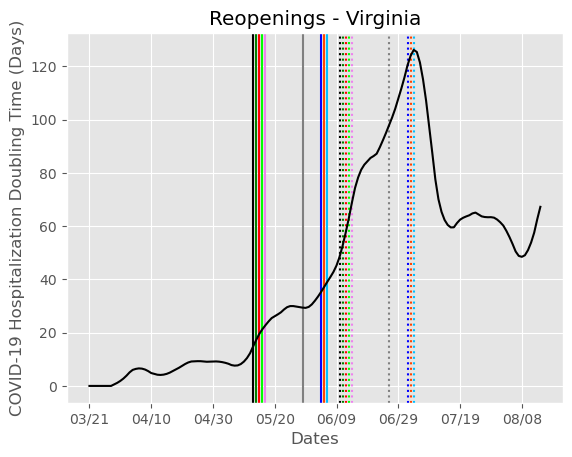 Reopenings - Virginia
COVID-19 Hospitalization Doubling Time (Days)
120
100
80
60
40
20
0
03/21 04/10 04/30 05/20 06/09 06/29 07/19 08/08
Dates